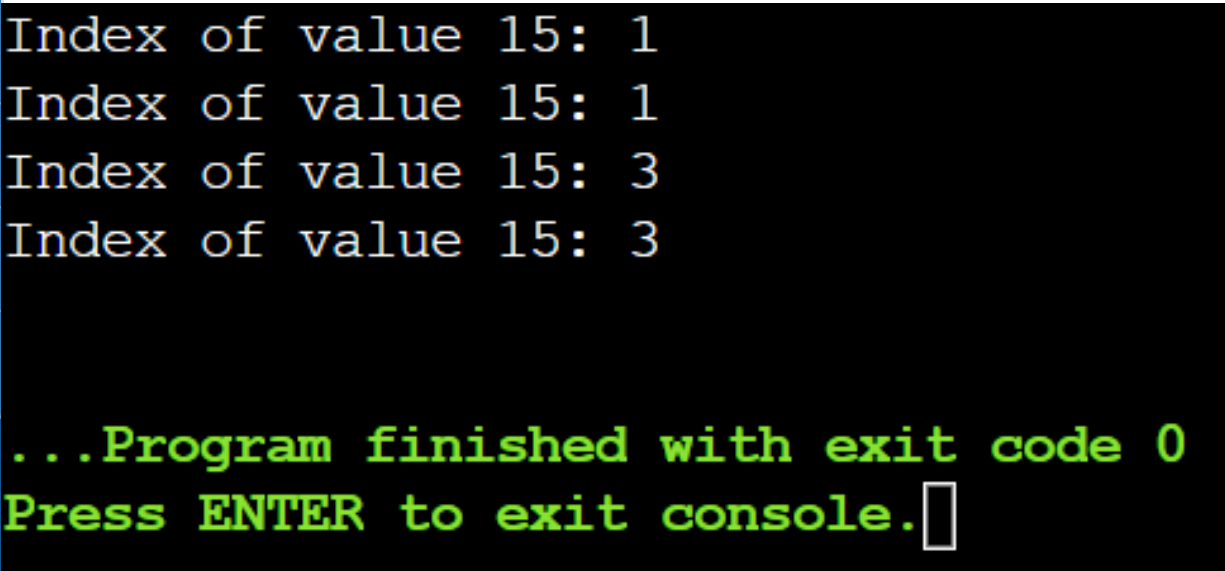 Index of value 15: 1
Index of value 15: 1
Index of value 15: 3
Index of value 15: 3
...Program finished with exit code 0
Press ENTER to exit console.